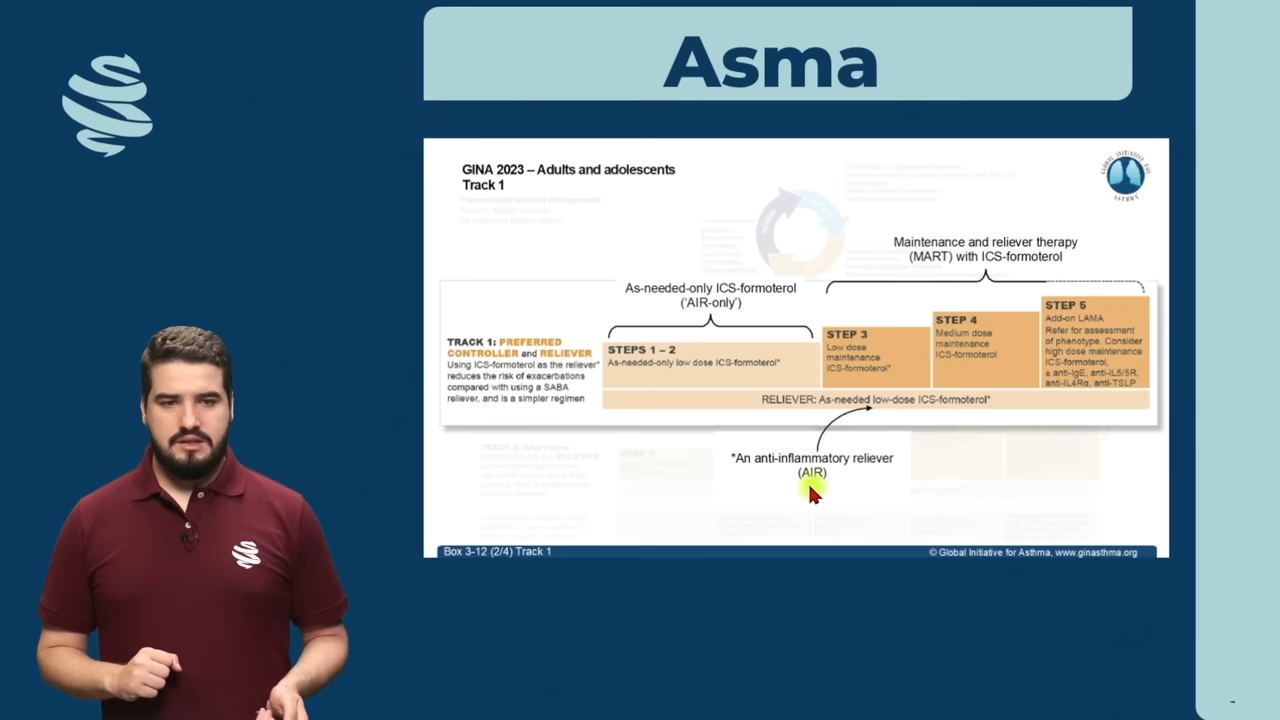 Asma
GINA 2023 – Adults and adolescents
Track 1
Maintenance and reliever therapy
(MART) with ICS-formoterol
As-needed-only ICS-formoterol
('AIR-only')
TRACK 1: PREFERRED
CONTROLLER and RELIEVER
Using ICS-formoterol as the reliever*
reduces the risk of exacerbations
compared with using a SABA
reliever, and is a simpler regimen
STEPS 1 – 2
As-needed-only low dose ICS-formoterol*
STEP 3
Low dose
maintenance
ICS-formoterol*
STEP 4
Medium dose
maintenance
ICS-formoterol
STEP 5
Add-on LAMA
Refer for assessment
of phenotype. Consider
high dose maintenance
ICS-formoterol,
± anti-IgE, anti-IL5/5R,
anti-IL4Rα, anti-TSLP
RELIEVER: As-needed low-dose ICS-formoterol*
*An anti-inflammatory reliever
(AIR)
Box 3-12 (2/4) Track 1
© Global Initiative for Asthma, www.ginasthma.org